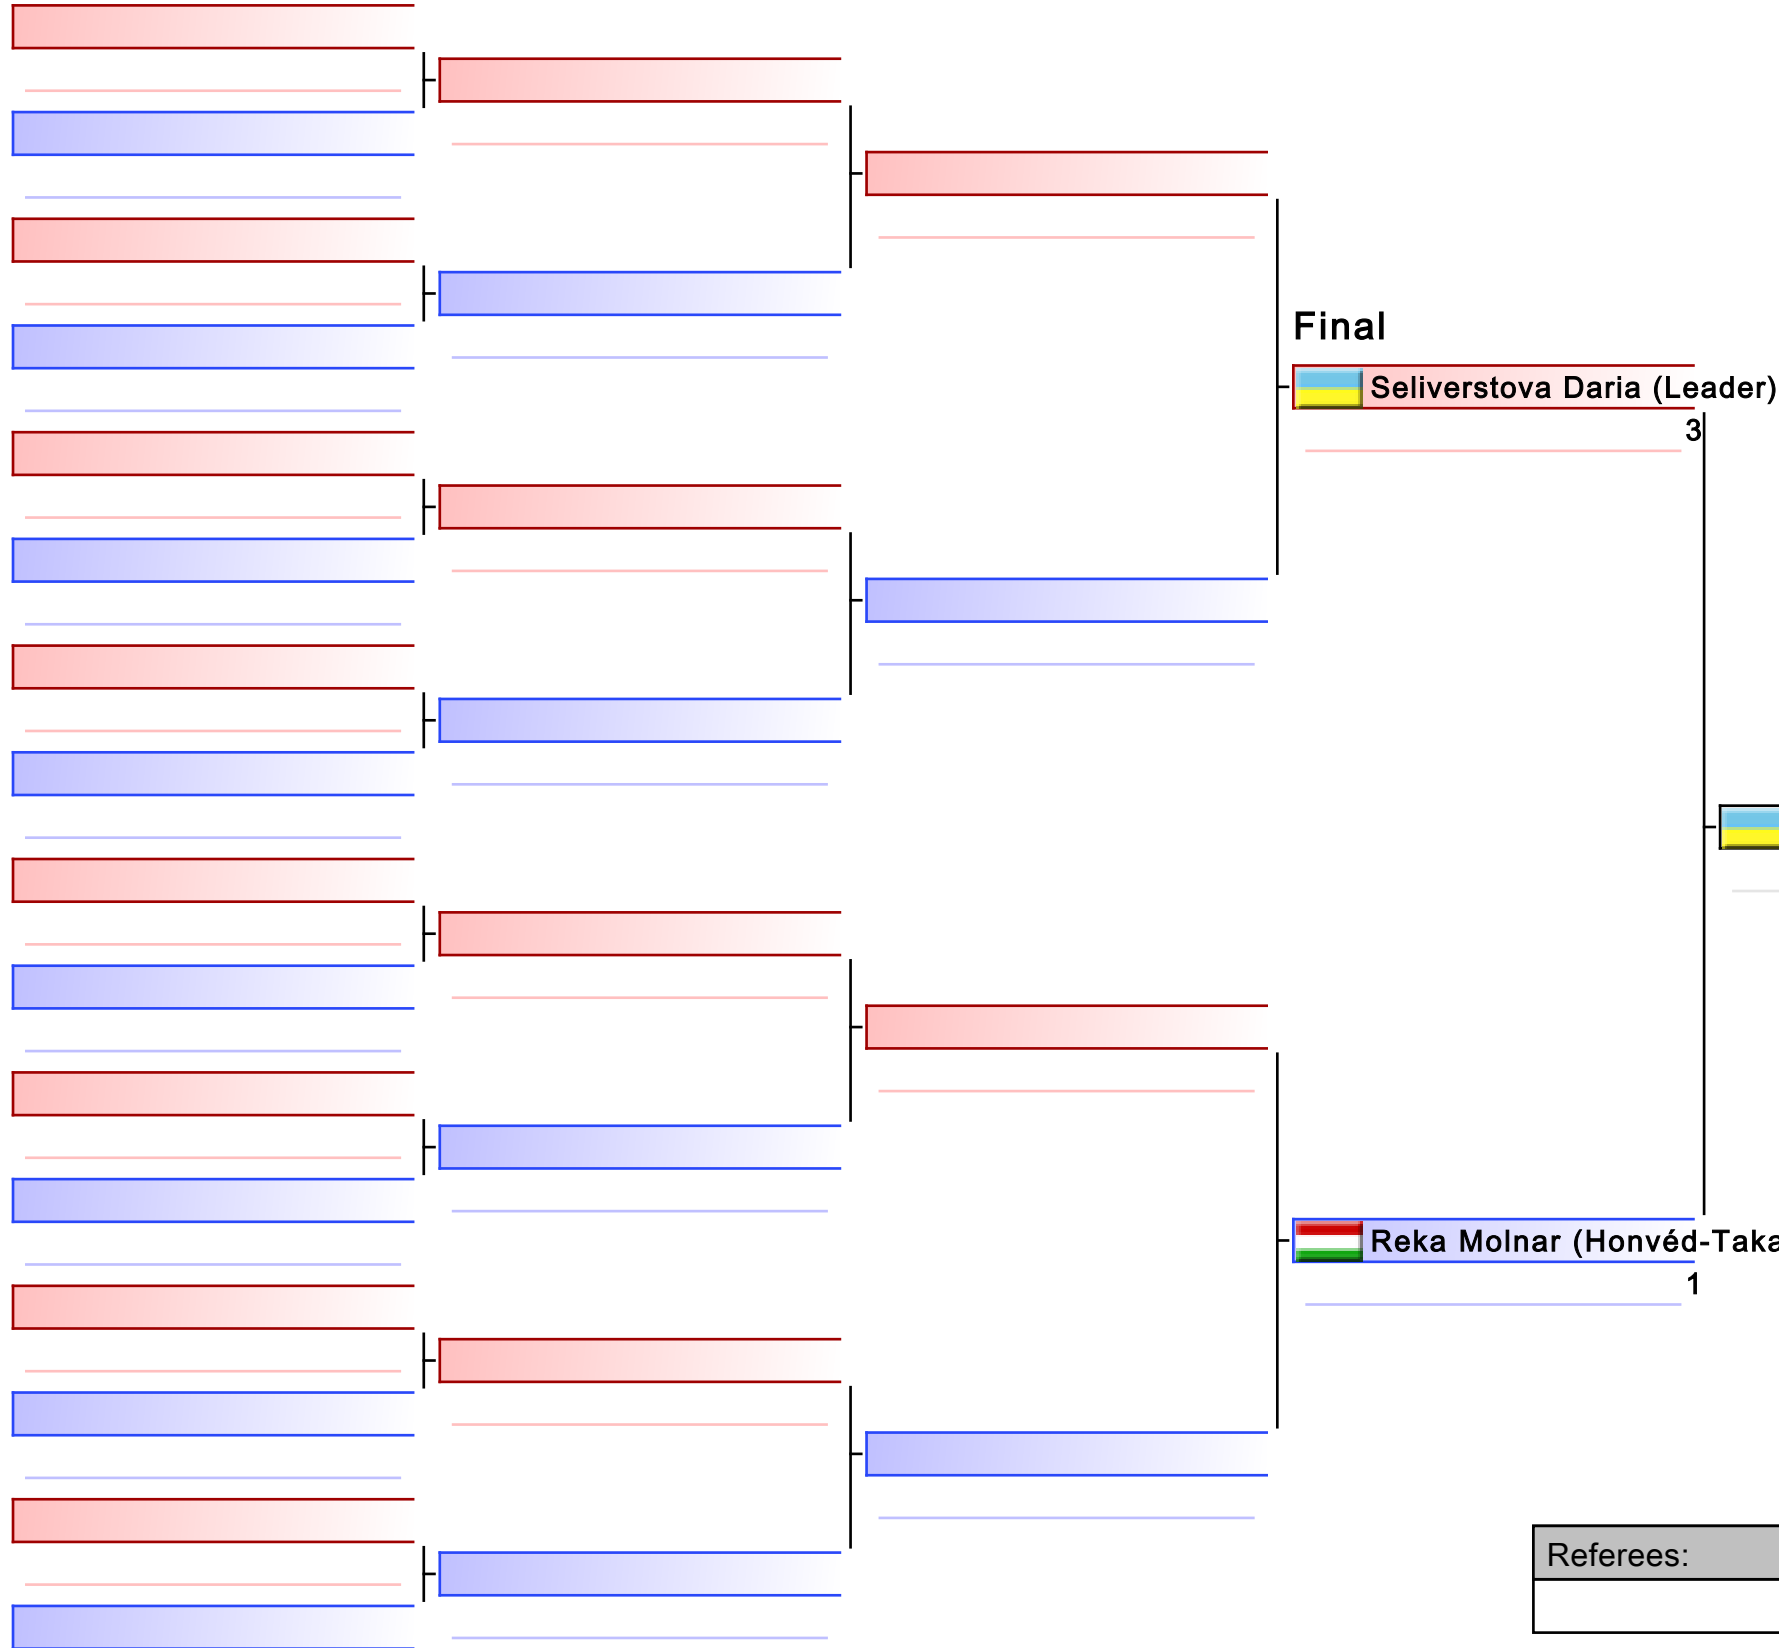 Final
Seliverstova Daria (Leader)
3
Reka Molnar (Honvéd-Taka
1
Referees: